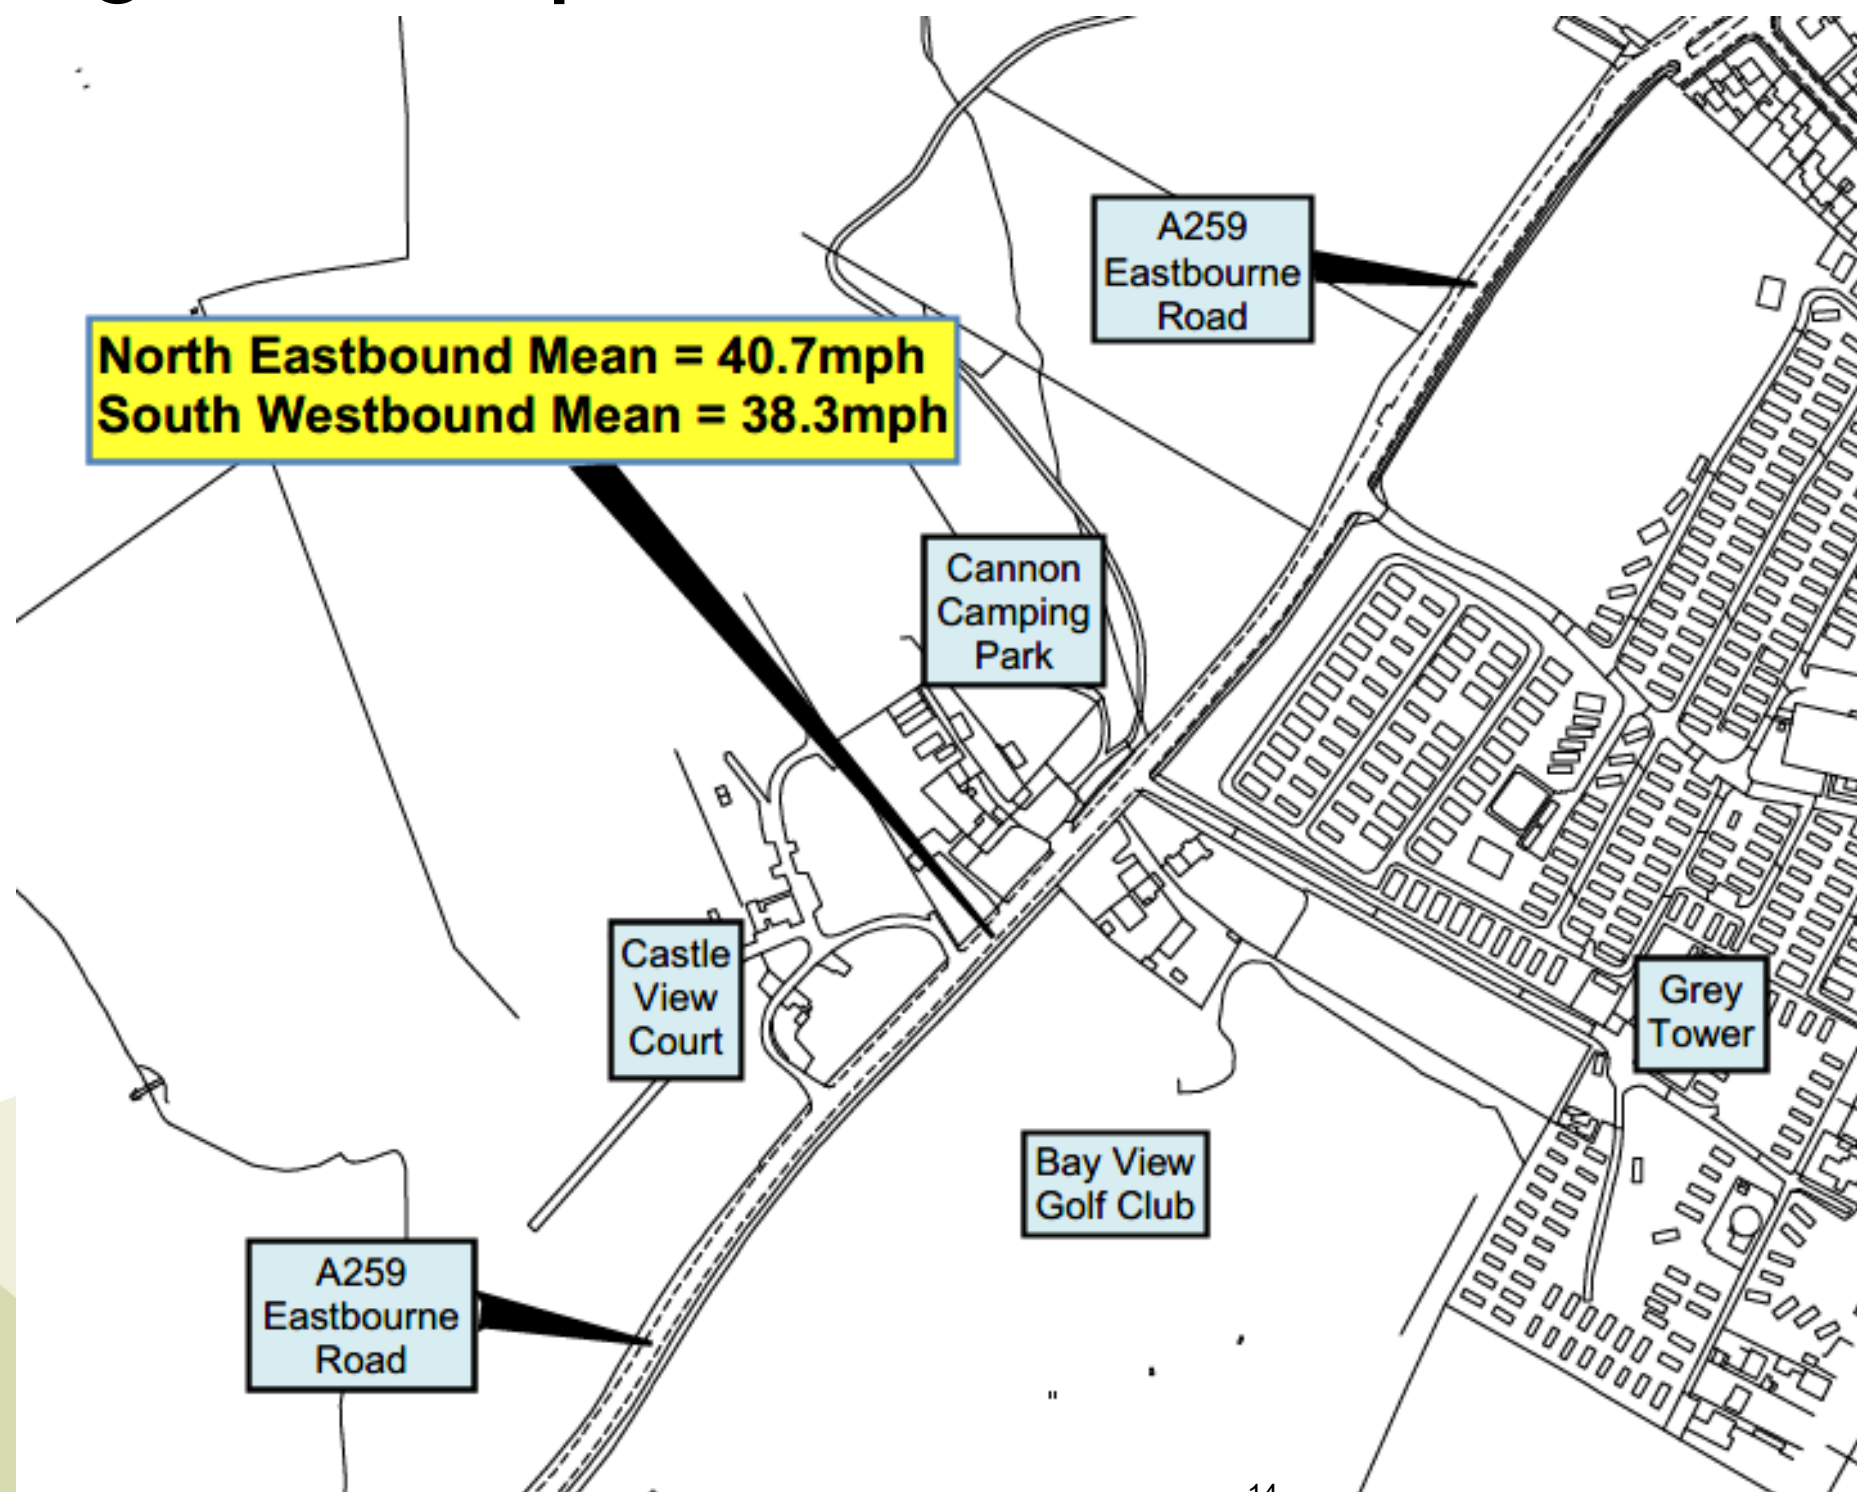 A259
Eastbourne
Road
North Eastbound Mean = 40.7mph
South Westbound Mean = 38.3mph
Cannon
Camping
Park
Castle
View
Court
Grey
Tower
Bay View
Golf Club
A259
Eastbourne
Road
14